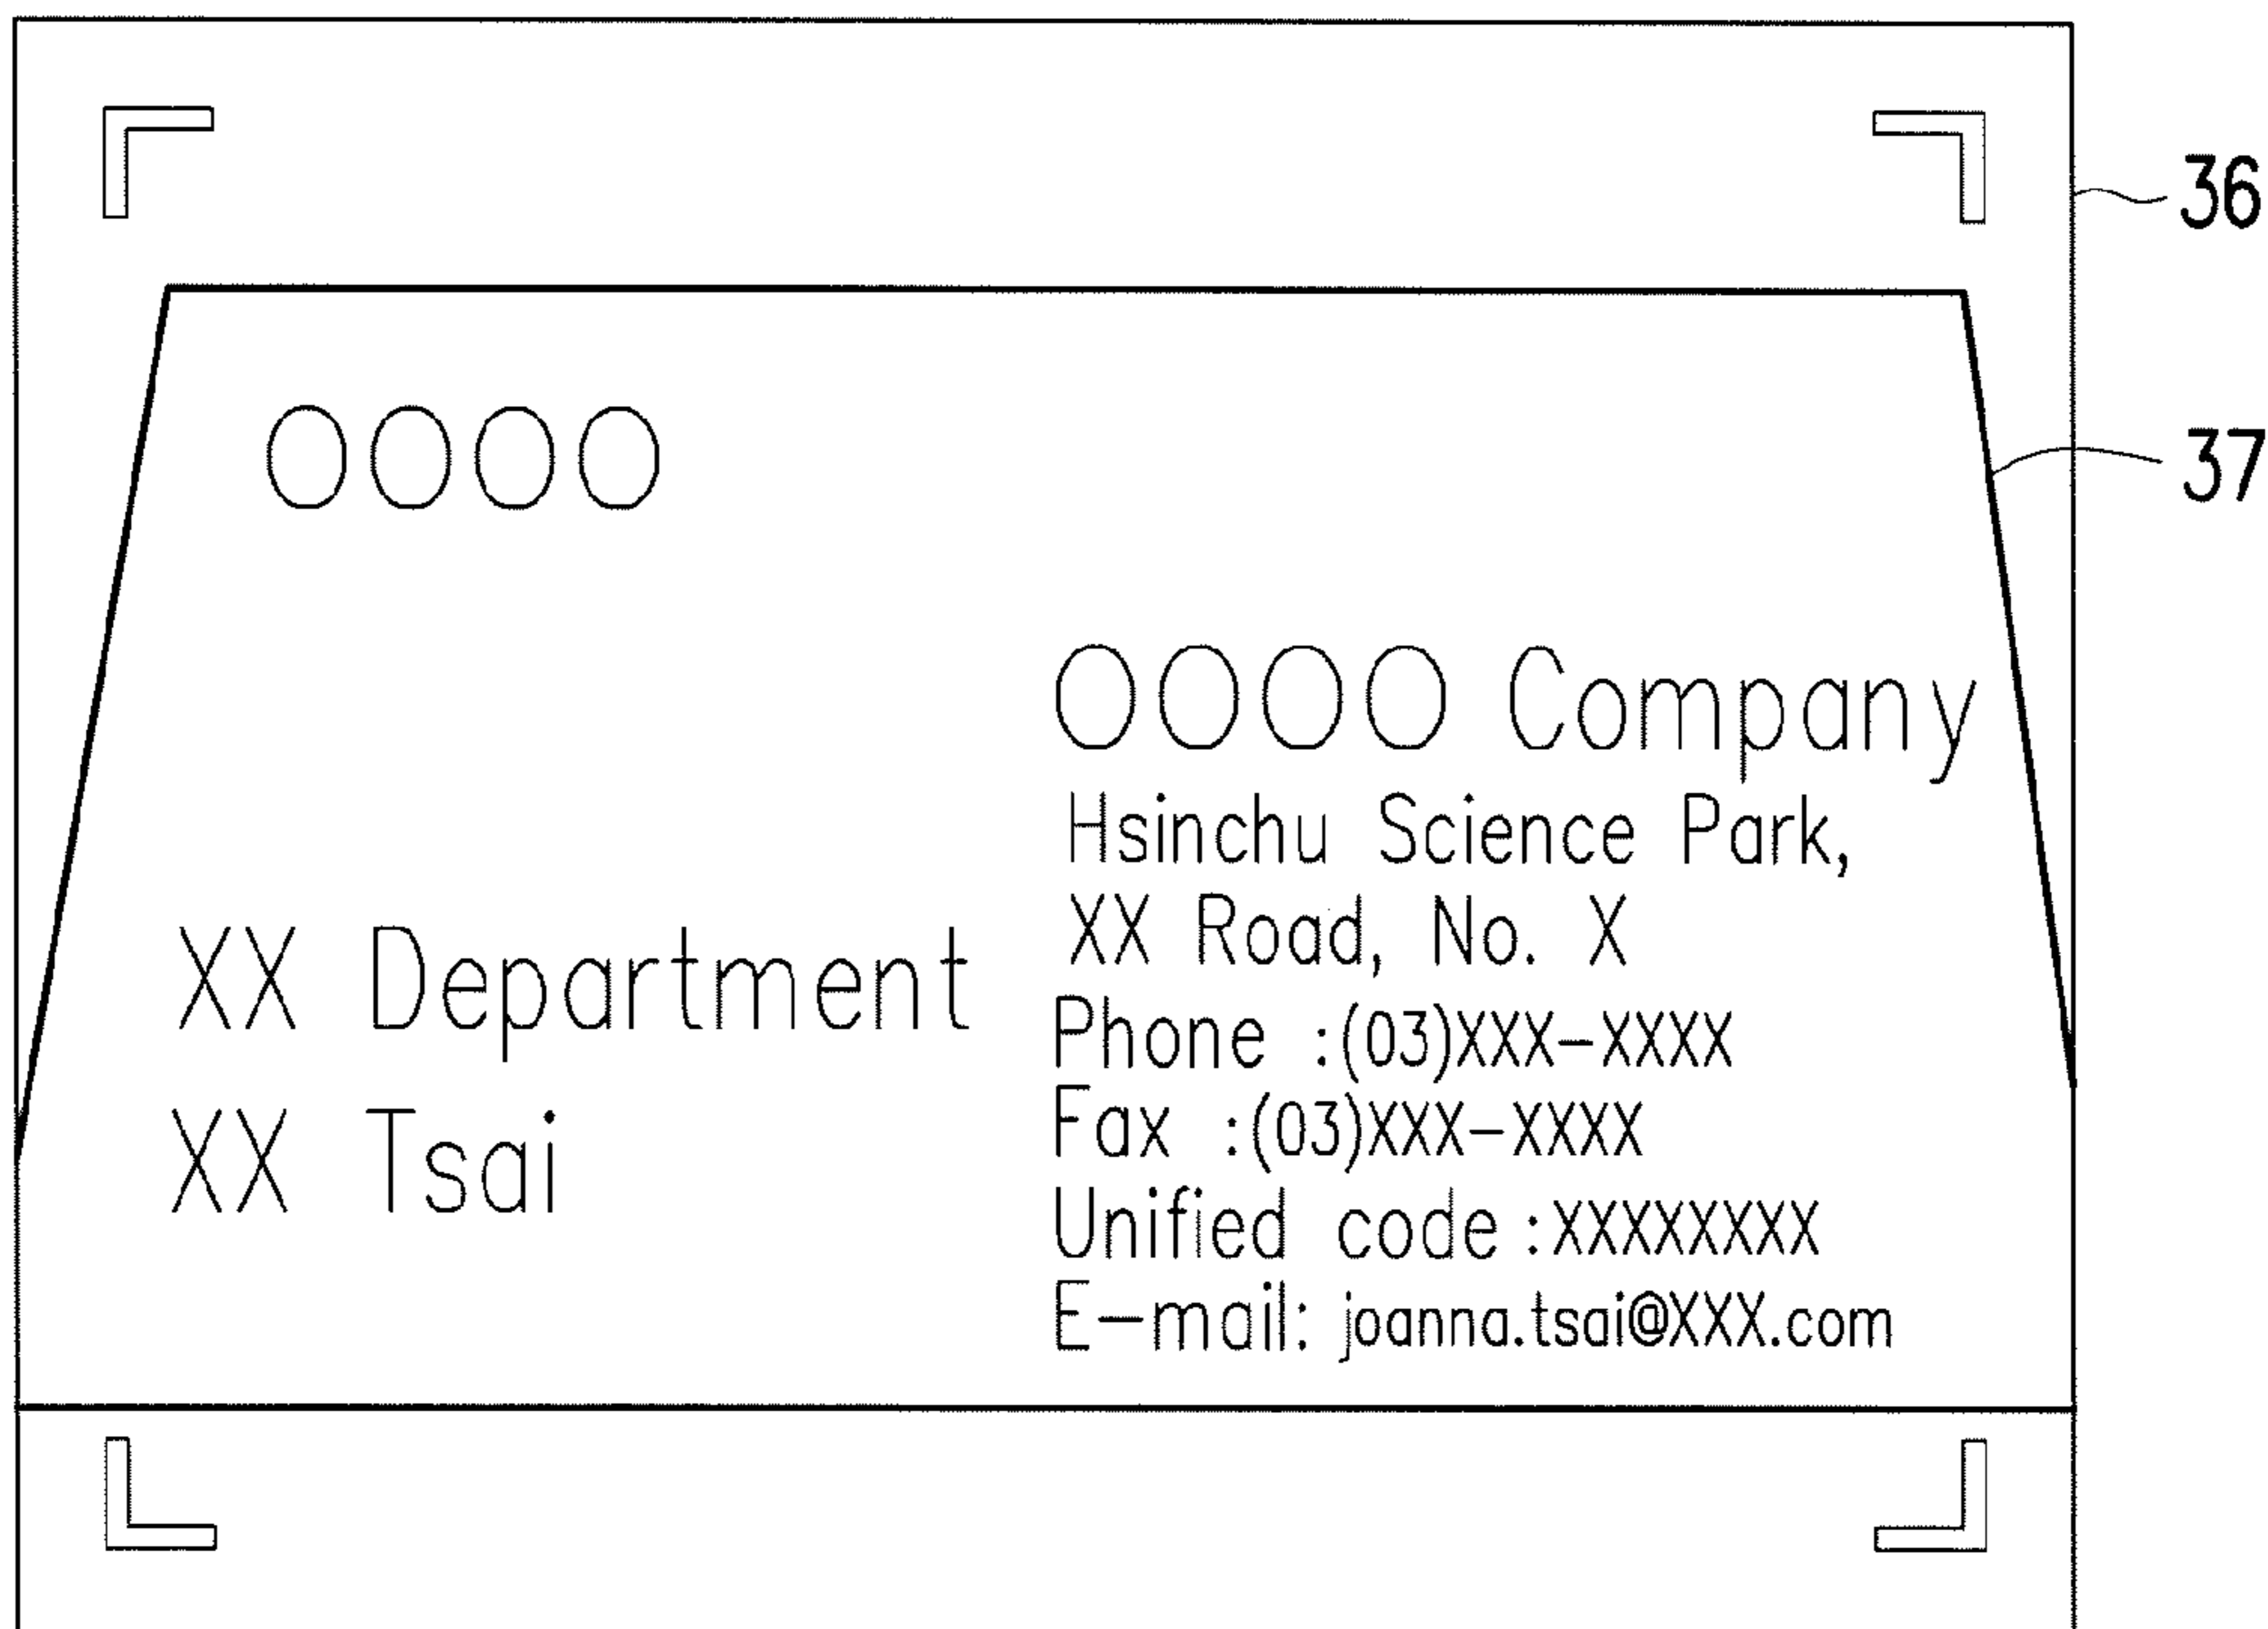 36
37
OOOO
OOOO Company
Hsinchu Science Park,
XX Road, No. X
XX Department
Phone :(03)XXX-XXXX
Fax :(03)XXX-XXXX
XX Tsai
Unified code :XXXXXXXX
E-mail: joanna.tsai@XXX.com